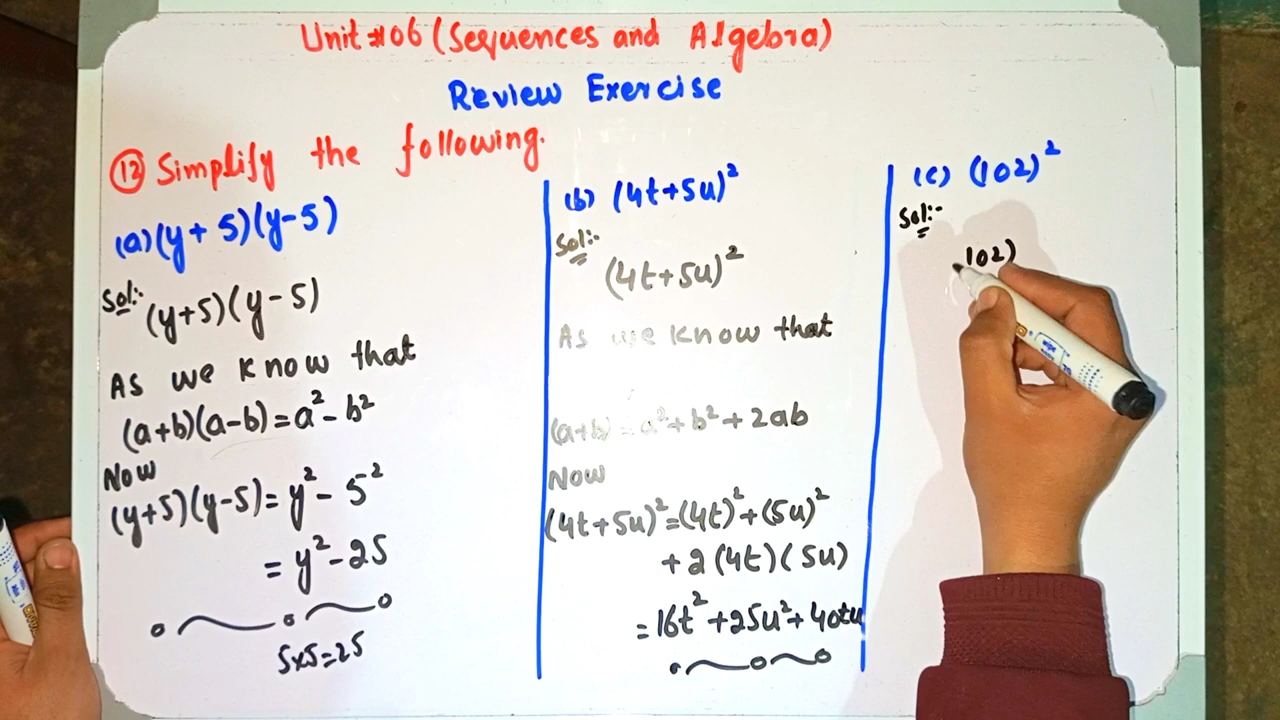 Unit#06 (Sequences and Algebra)
Review Exercise
(12) Simplify the following.
(a) (y+5)(y-5)
Sol:-
(y+5)(y-5)
As we know that
(a+b)(a-b)=a²-b²
Now
(y+5)(y-5)=y²-5²
=y²-25
5x5=25
(b) (4t+5u)²
Sol:-
(4t+5u)²
As we know that
(a+b)=a²+b²+2ab
Now
(4t+5u)²=(4t)²+(5u)²
+2(4t)(5u)
=16t²+25u²+40tu
(c) (102)²
Sol:-
102)